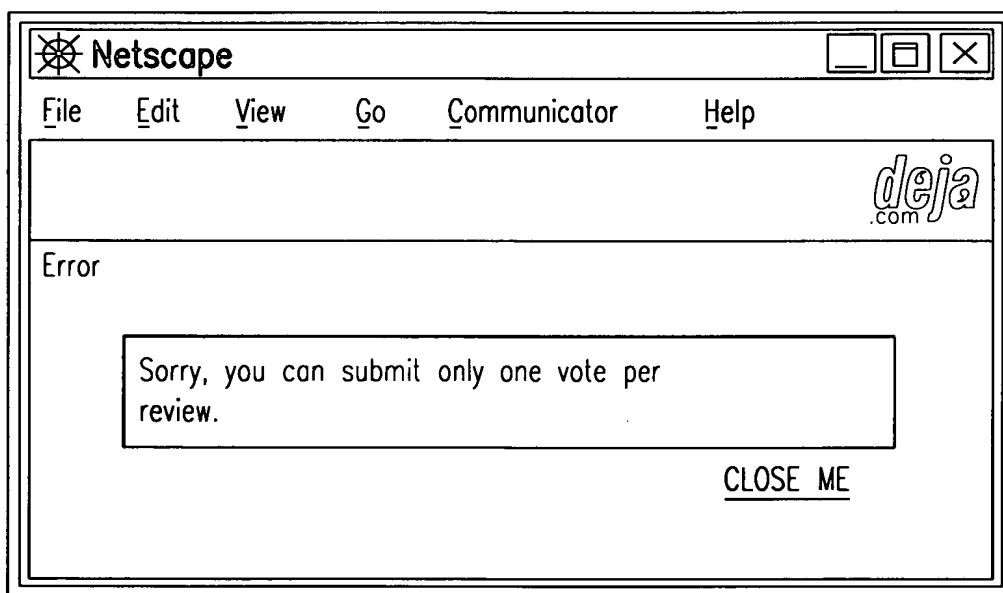 Netscape
File Edit View Go Communicator Help
deja
.com
Error
Sorry, you can submit only one vote per
review.
CLOSE ME